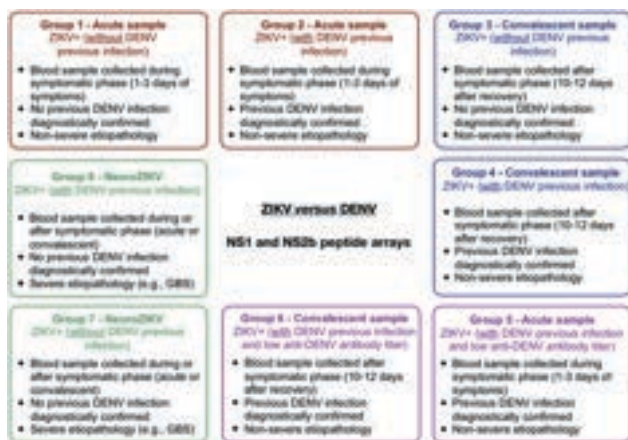 Group 1 - Acute sample
ZIKV+ (without DENV
previous infection)
Blood sample collected during
symptomatic phase (1-3 days of
symptoms)
No previous DENV infection
diagnostically confirmed
Non-severe etiopathology
Group 2 - Acute sample
ZIKV+ (with DENV
previous infection)
Blood sample collected during
symptomatic phase (1-3 days of
symptoms)
Previous DENV infection
diagnostically confirmed
Non-severe etiopathology
Group 3 - Convalescent sample
ZIKV+ (without DENV previous
infection)
Blood sample collected after
symptomatic phase (10-12 days
after recovery)
No previous DENV infection
diagnostically confirmed
Non-severe etiopathology
NeuroZIKV
ZIKV+ (with DENV previous infection)
Blood sample collected during or
after symptomatic phase (acute or
convalescent)
No previous DENV infection
diagnostically confirmed
Severe etiopathology (e.g., GBS)
ZIKV versus DENV
NS1 and NS2b peptide arrays
Group 4 - Convalescent sample
ZIKV+ (with DENV previous infection)
Blood sample collected after
symptomatic phase (10-12 days
after recovery)
Previous DENV infection
diagnostically confirmed
Non-severe etiopathology
Group 7 - NeuroZIKV
ZIKV+ (without DENV previous
infection)
Blood sample collected during or
after symptomatic phase (acute or
convalescent)
No previous DENV infection
diagnostically confirmed
Severe etiopathology (e.g., GBS)
Group 6 - Convalescent sample
ZIKV+ (with DENV previous infection
and low anti-DENV antibody titer)
Blood sample collected after
symptomatic phase (10-12 days
after recovery)
Previous DENV infection
diagnostically confirmed
Non-severe etiopathology
Group 5 - Acute sample
ZIKV+ (with DENV previous infection
and low anti-DENV antibody titer)
Blood sample collected during
symptomatic phase (1-3 days of
symptoms)
Previous DENV infection
diagnostically confirmed
Non-severe etiopathology